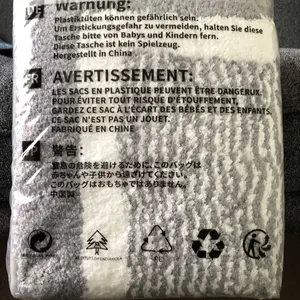 DE Warnung:
Plastiktüten können gefährlich sein.
Um Erstickungsgefahr zu vermeiden, halten Sie diese
Tasche bitte von Babys und Kindern fern.
Diese Tasche ist kein Spielzeug.
Hergestellt in China
FR AVERTISSEMENT:
LES SACS EN PLASTIQUE PEUVENT ÊTRE DANGEREUX.
POUR ÉVITER TOUT RISQUE D'ÉTOUFFEMENT,
GARDEZ CE SAC À L'ÉCART DES BÉBÉS ET DES ENFANTS.
CE SAC N'EST PAS UN JOUET.
FABRIQUÉ EN CHINE
警告:
窒息の危険を避けるために、このバッグは
赤ちゃんや子供から遠ざけてください。
このバッグはおもちゃではありません。
中国製